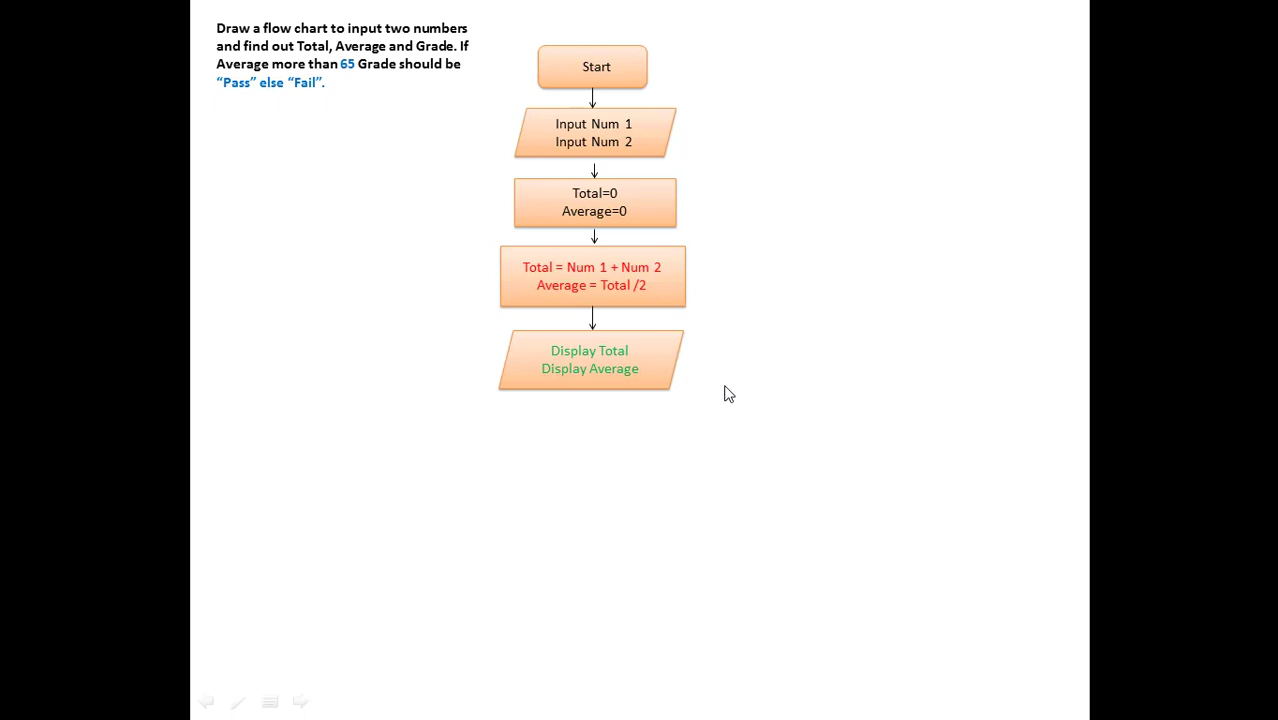 Draw a flow chart to input two numbers
and find out Total, Average and Grade. If
Average more than 65 Grade should be
“Pass” else “Fail”.
Start
Input Num 1
Input Num 2
Total=0
Average=0
Total = Num 1 + Num 2
Average = Total /2
Display Total
Display Average